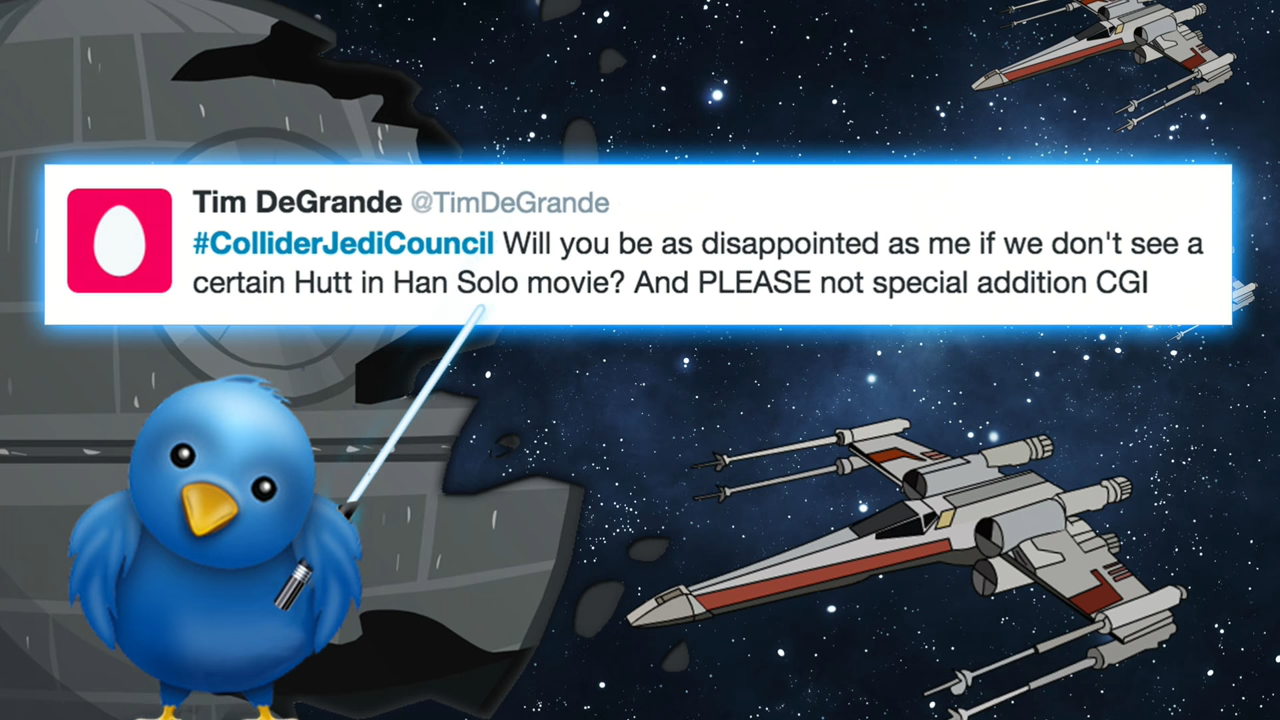 Tim DeGrande @TimDeGrande
#ColliderJediCouncil Will you be as disappointed as me if we don't see a
certain Hutt in Han Solo movie? And PLEASE not special addition CGI